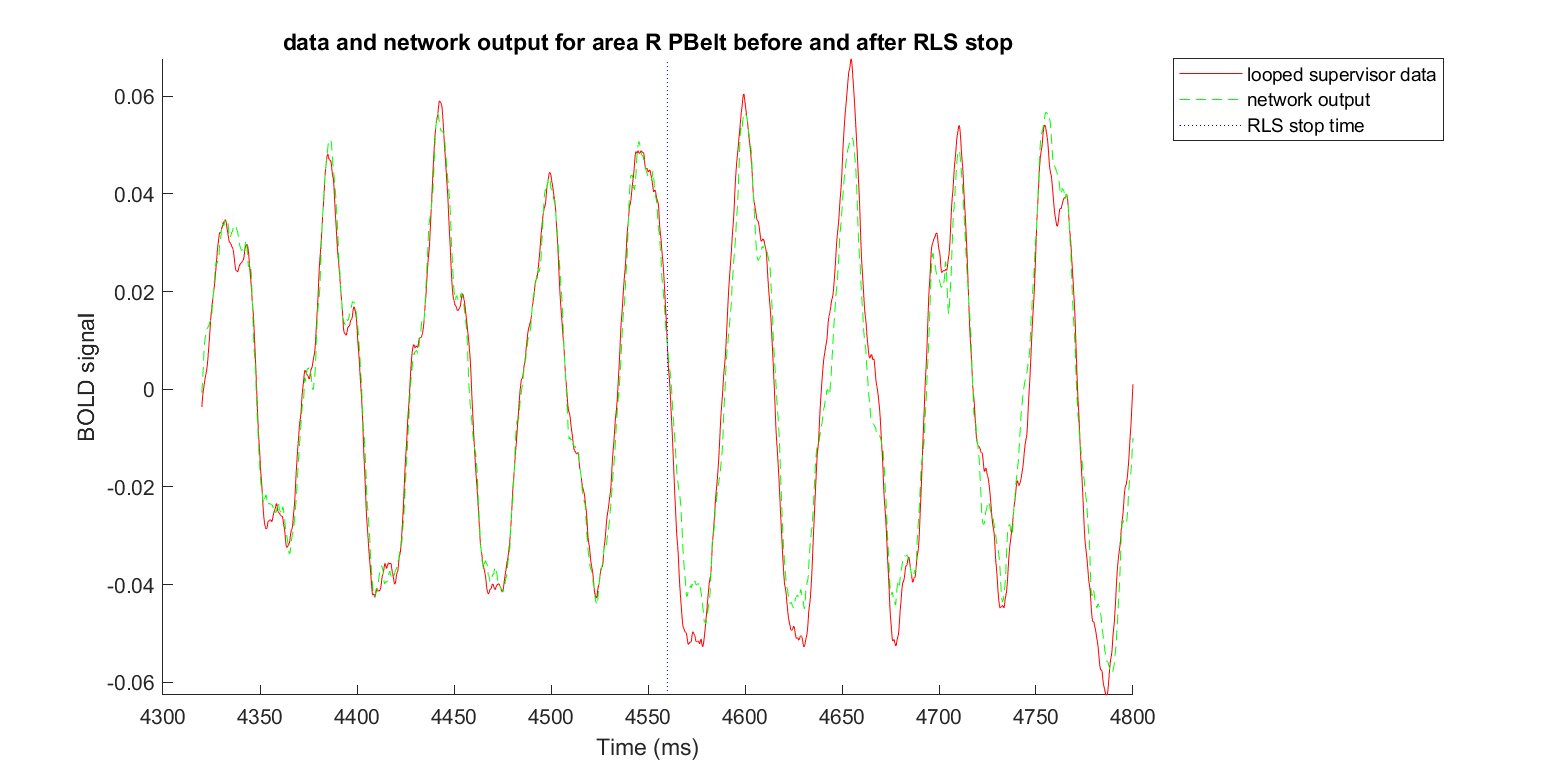 data and network output for area R PBelt before and after RLS stop
looped supervisor data
network output
RLS stop time
BOLD signal
0.06
0.04
0.02
0
-0.02
-0.04
-0.06
4300 4350 4400 4450 4500 4550 4600 4650 4700 4750 4800
Time (ms)